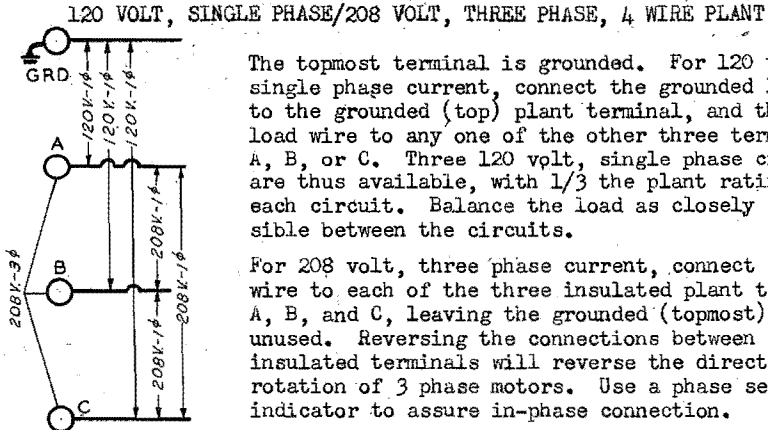 120 VOLT, SINGLE PHASE/208 VOLT, THREE PHASE, 4 WIRE PLANT
GRD.
120V.-1ϕ
120V.-1ϕ
120V.-1ϕ
A
B
C
208V.-3ϕ
208V-1ϕ
208V-1ϕ
208V-1ϕ
The topmost terminal is grounded. For 120
single phase current, connect the grounded
to the grounded (top) plant terminal, and th
load wire to any one of the other three ter
A, B, or C. Three 120 volt, single phase c
are thus available, with 1/3 the plant ratin
each circuit. Balance the load as closely
sible between the circuits.
For 208 volt, three phase current, connect
wire to each of the three insulated plant t
A, B, and C, leaving the grounded (topmost)
unused. Reversing the connections between
insulated terminals will reverse the direct
rotation of 3 phase motors. Use a phase se
indicator to assure in-phase connection.